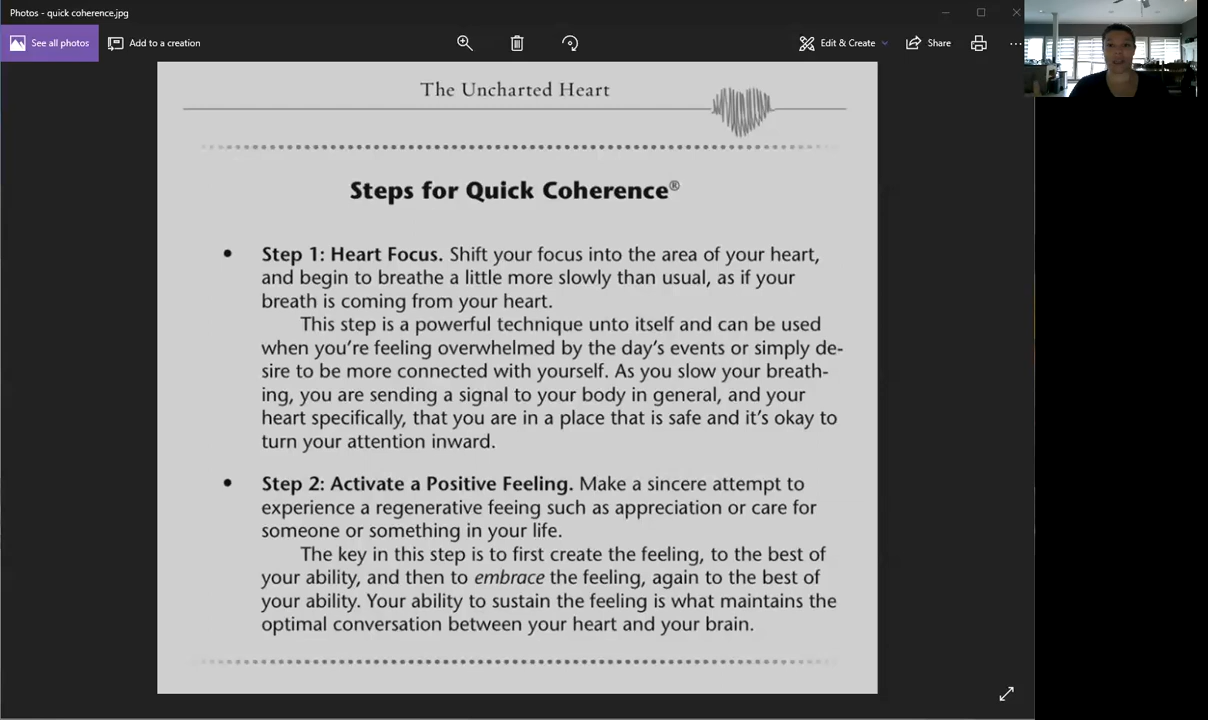 Photos - quick coherence.jpg
See all photos
Add to a creation
Edit & Create
Share
The Uncharted Heart
Steps for Quick Coherence®
• Step 1: Heart Focus. Shift your focus into the area of your heart,
and begin to breathe a little more slowly than usual, as if your
breath is coming from your heart.
This step is a powerful technique unto itself and can be used
when you're feeling overwhelmed by the day's events or simply de-
sire to be more connected with yourself. As you slow your breath-
ing, you are sending a signal to your body in general, and your
heart specifically, that you are in a place that is safe and it's okay to
turn your attention inward.
• Step 2: Activate a Positive Feeling. Make a sincere attempt to
experience a regenerative feeing such as appreciation or care for
someone or something in your life.
The key in this step is to first create the feeling, to the best of
your ability, and then to embrace the feeling, again to the best of
your ability. Your ability to sustain the feeling is what maintains the
optimal conversation between your heart and your brain.